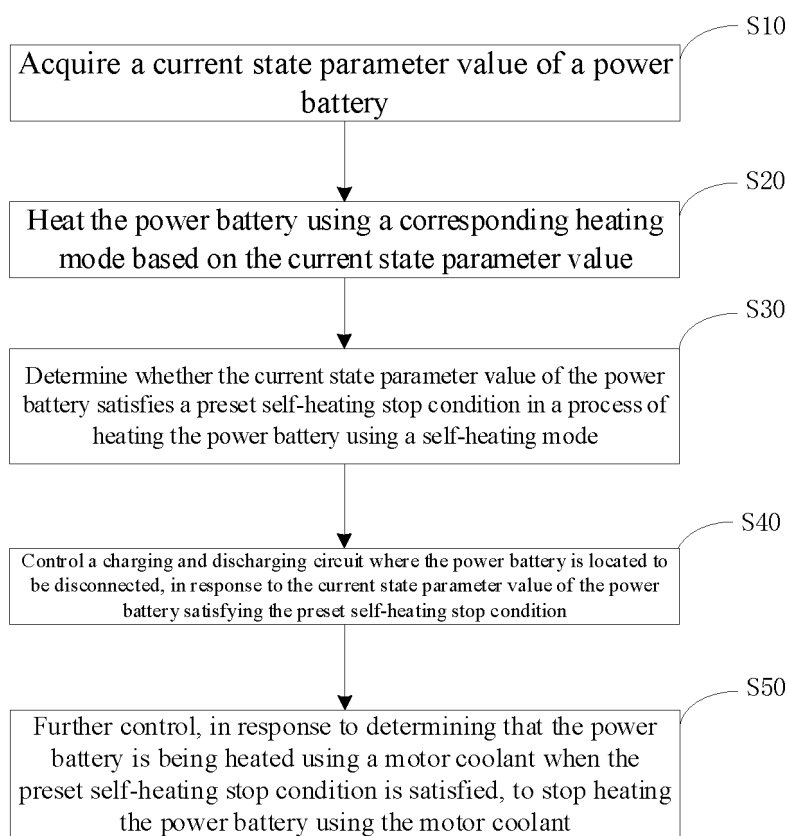 S10
Acquire a current state parameter value of a power
battery
S20
Heat the power battery using a corresponding heating
mode based on the current state parameter value
S30
Determine whether the current state parameter value of the power
battery satisfies a preset self-heating stop condition in a process of
heating the power battery using a self-heating mode
S40
Control a charging and discharging circuit where the power battery is located to
be disconnected, in response to the current state parameter value of the power
battery satisfying the preset self-heating stop condition
S50
Further control, in response to determining that the power
battery is being heated using a motor coolant when the
preset self-heating stop condition is satisfied, to stop heating
the power battery using the motor coolant